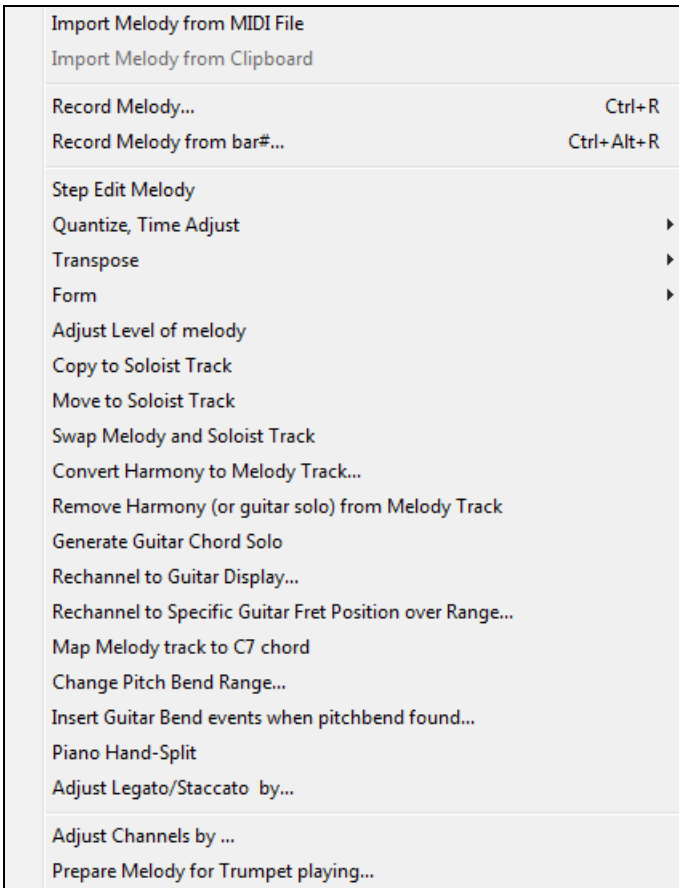 Import Melody from MIDI File
Import Melody from Clipboard
Record Melody... Ctrl+R
Record Melody from bar#... Ctrl+Alt+R
Step Edit Melody
Quantize, Time Adjust
Transpose
Form
Adjust Level of melody
Copy to Soloist Track
Move to Soloist Track
Swap Melody and Soloist Track
Convert Harmony to Melody Track...
Remove Harmony (or guitar solo) from Melody Track
Generate Guitar Chord Solo
Rechannel to Guitar Display...
Rechannel to Specific Guitar Fret Position over Range...
Map Melody track to C7 chord
Change Pitch Bend Range...
Insert Guitar Bend events when pitchbend found...
Piano Hand-Split
Adjust Legato/Staccato  by...
Adjust Channels by ...
Prepare Melody for Trumpet playing...